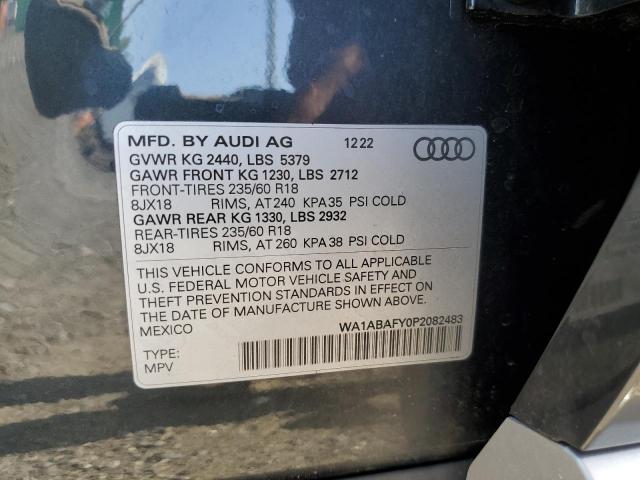 MFD. BY AUDI AG 12 22
GVWR KG 2440, LBS 5379
GAWR FRONT KG 1230, LBS 2712
FRONT-TIRES 235/60 R18
8JX18 RIMS, AT 240 KPA 35 PSI COLD
GAWR REAR KG 1330, LBS 2932
REAR-TIRES 235/60 R18
8JX18 RIMS, AT 260 KPA 38 PSI COLD
THIS VEHICLE CONFORMS TO ALL APPLICABLE
U.S. FEDERAL MOTOR VEHICLE SAFETY AND
THEFT PREVENTION STANDARDS IN EFFECT ON
THE DATE OF MANUFACTURE SHOWN ABOVE.
MEXICO WA1ABAFY0P2082483
TYPE:
MPV